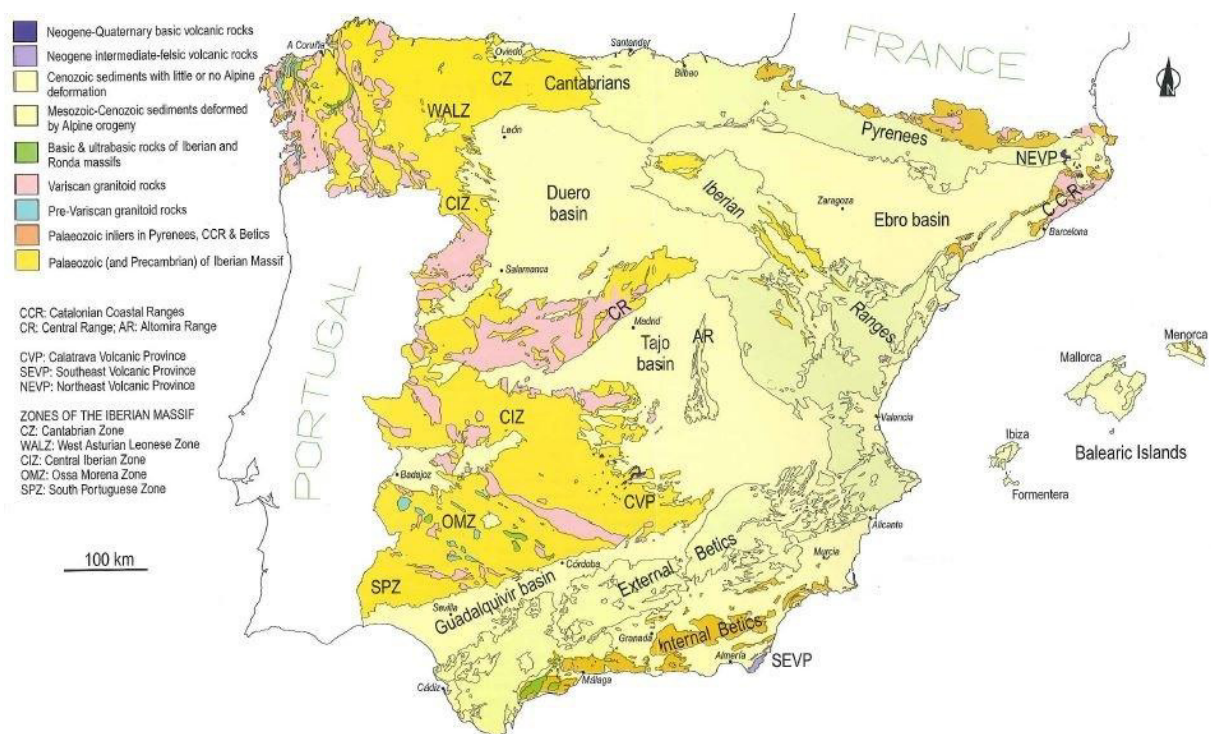 Neogene-Quaternary basic volcanic rocks
Neogene intermediate-felsic volcanic rocks
Cenozoic sediments with little or no Alpine
deformation
Mesozoic-Cenozoic sediments deformed
by Alpine orogeny
Basic & ultrabasic rocks of Iberian and
Ronda massifs
Variscan granitoid rocks
Pre-Variscan granitoid rocks
Palaeozoic inliers in Pyrenees, CCR & Betics
Palaeozoic (and Precambrian) of Iberian Massif
CCR: Catalonian Coastal Ranges
CR: Central Range; AR: Altomira Range
CVP: Calatrava Volcanic Province
SEVP: Southeast Volcanic Province
NEVP: Northeast Volcanic Province
ZONES OF THE IBERIAN MASSIF
CZ: Cantabrian Zone
WALZ: West Asturian Leonese Zone
CIZ: Central Iberian Zone
OMZ: Ossa Morena Zone
SPZ: South Portuguese Zone
100 km
FRANCE
N
A Coruña
Oviedo
Santander
Bilbao
CZ
Cantabrians
WALZ
León
Pyrenees
NEVP
Duero
basin
Iberian
Ranges
Zaragoza
Ebro basin
CCR
Barcelona
CIZ
Salamanca
CR
Madrid
Tajo
basin
AR
PORTUGAL
Menorca
Mallorca
Ibiza
Formentera
Balearic Islands
Valencia
CIZ
Badajoz
CVP
OMZ
Alicante
Murcia
SPZ
Córdoba
Sevilla
Guadalquivir basin
External Betics
Granada
Internal Betics
Almería
SEVP
Málaga
Cádiz